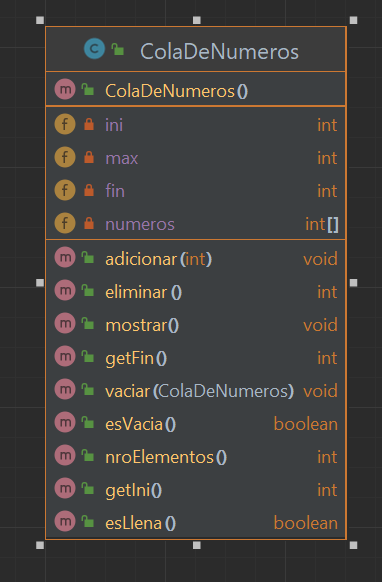 C ColaDeNumeros
m ColaDeNumeros()
f ini int
f max int
f fin int
f numeros int[]
m adicionar(int) void
m eliminar () int
m mostrar() void
m getFin() int
m vaciar(ColaDeNumeros) void
m esVacia() boolean
m nroElementos() int
m getIni() int
m esLlena() boolean